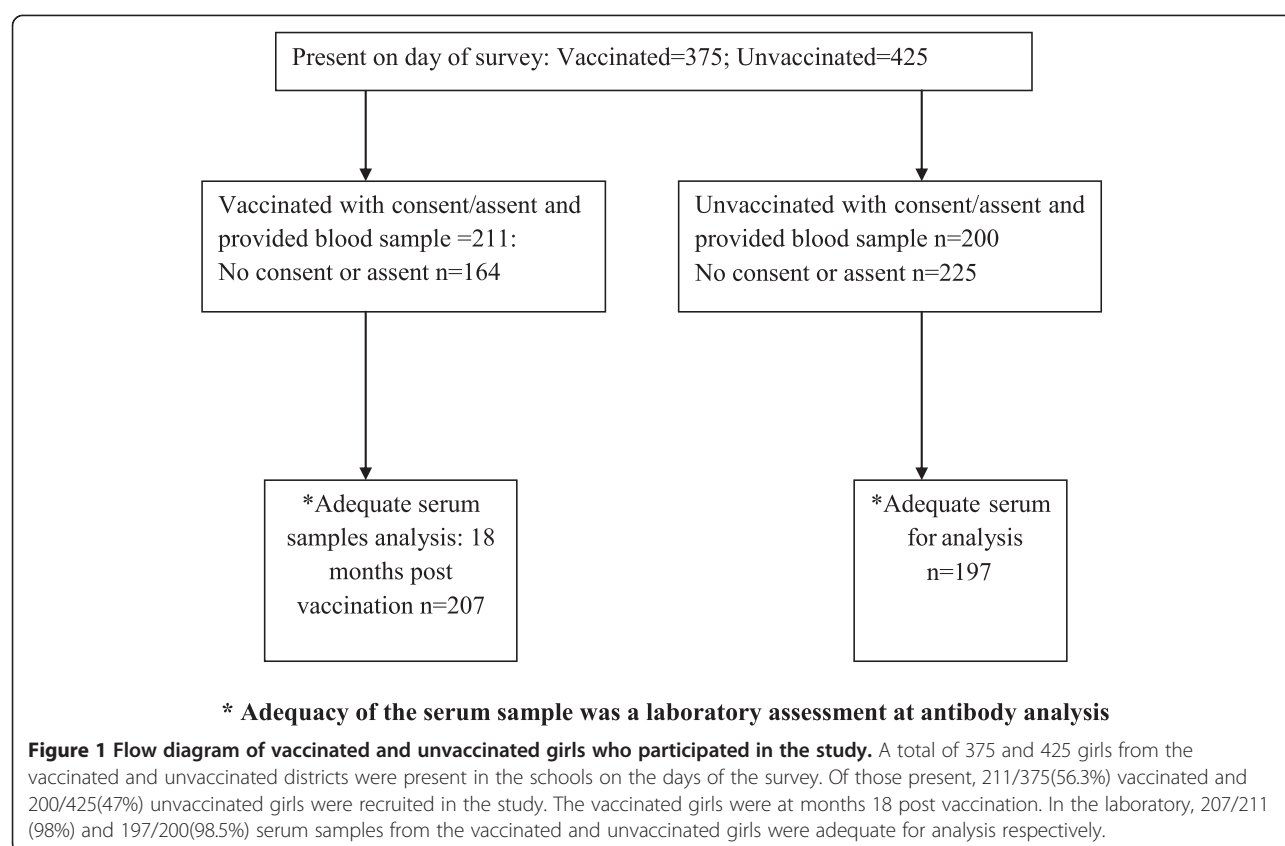 Present on day of survey: Vaccinated=375; Unvaccinated=425
Vaccinated with consent/assent and
provided blood sample =211:
No consent or assent n=164
Unvaccinated with consent/assent and
provided blood sample n=200
No consent or assent n=225
*Adequate serum
samples analysis: 18
months post
vaccination n=207
*Adequate serum
for analysis
n=197
* Adequacy of the serum sample was a laboratory assessment at antibody analysis
Figure 1 Flow diagram of vaccinated and unvaccinated girls who participated in the study. A total of 375 and 425 girls from the
vaccinated and unvaccinated districts were present in the schools on the days of the survey. Of those present, 211/375(56.3%) vaccinated and
200/425(47%) unvaccinated girls were recruited in the study. The vaccinated girls were at months 18 post vaccination. In the laboratory, 207/211
(98%) and 197/200(98.5%) serum samples from the vaccinated and unvaccinated girls were adequate for analysis respectively.